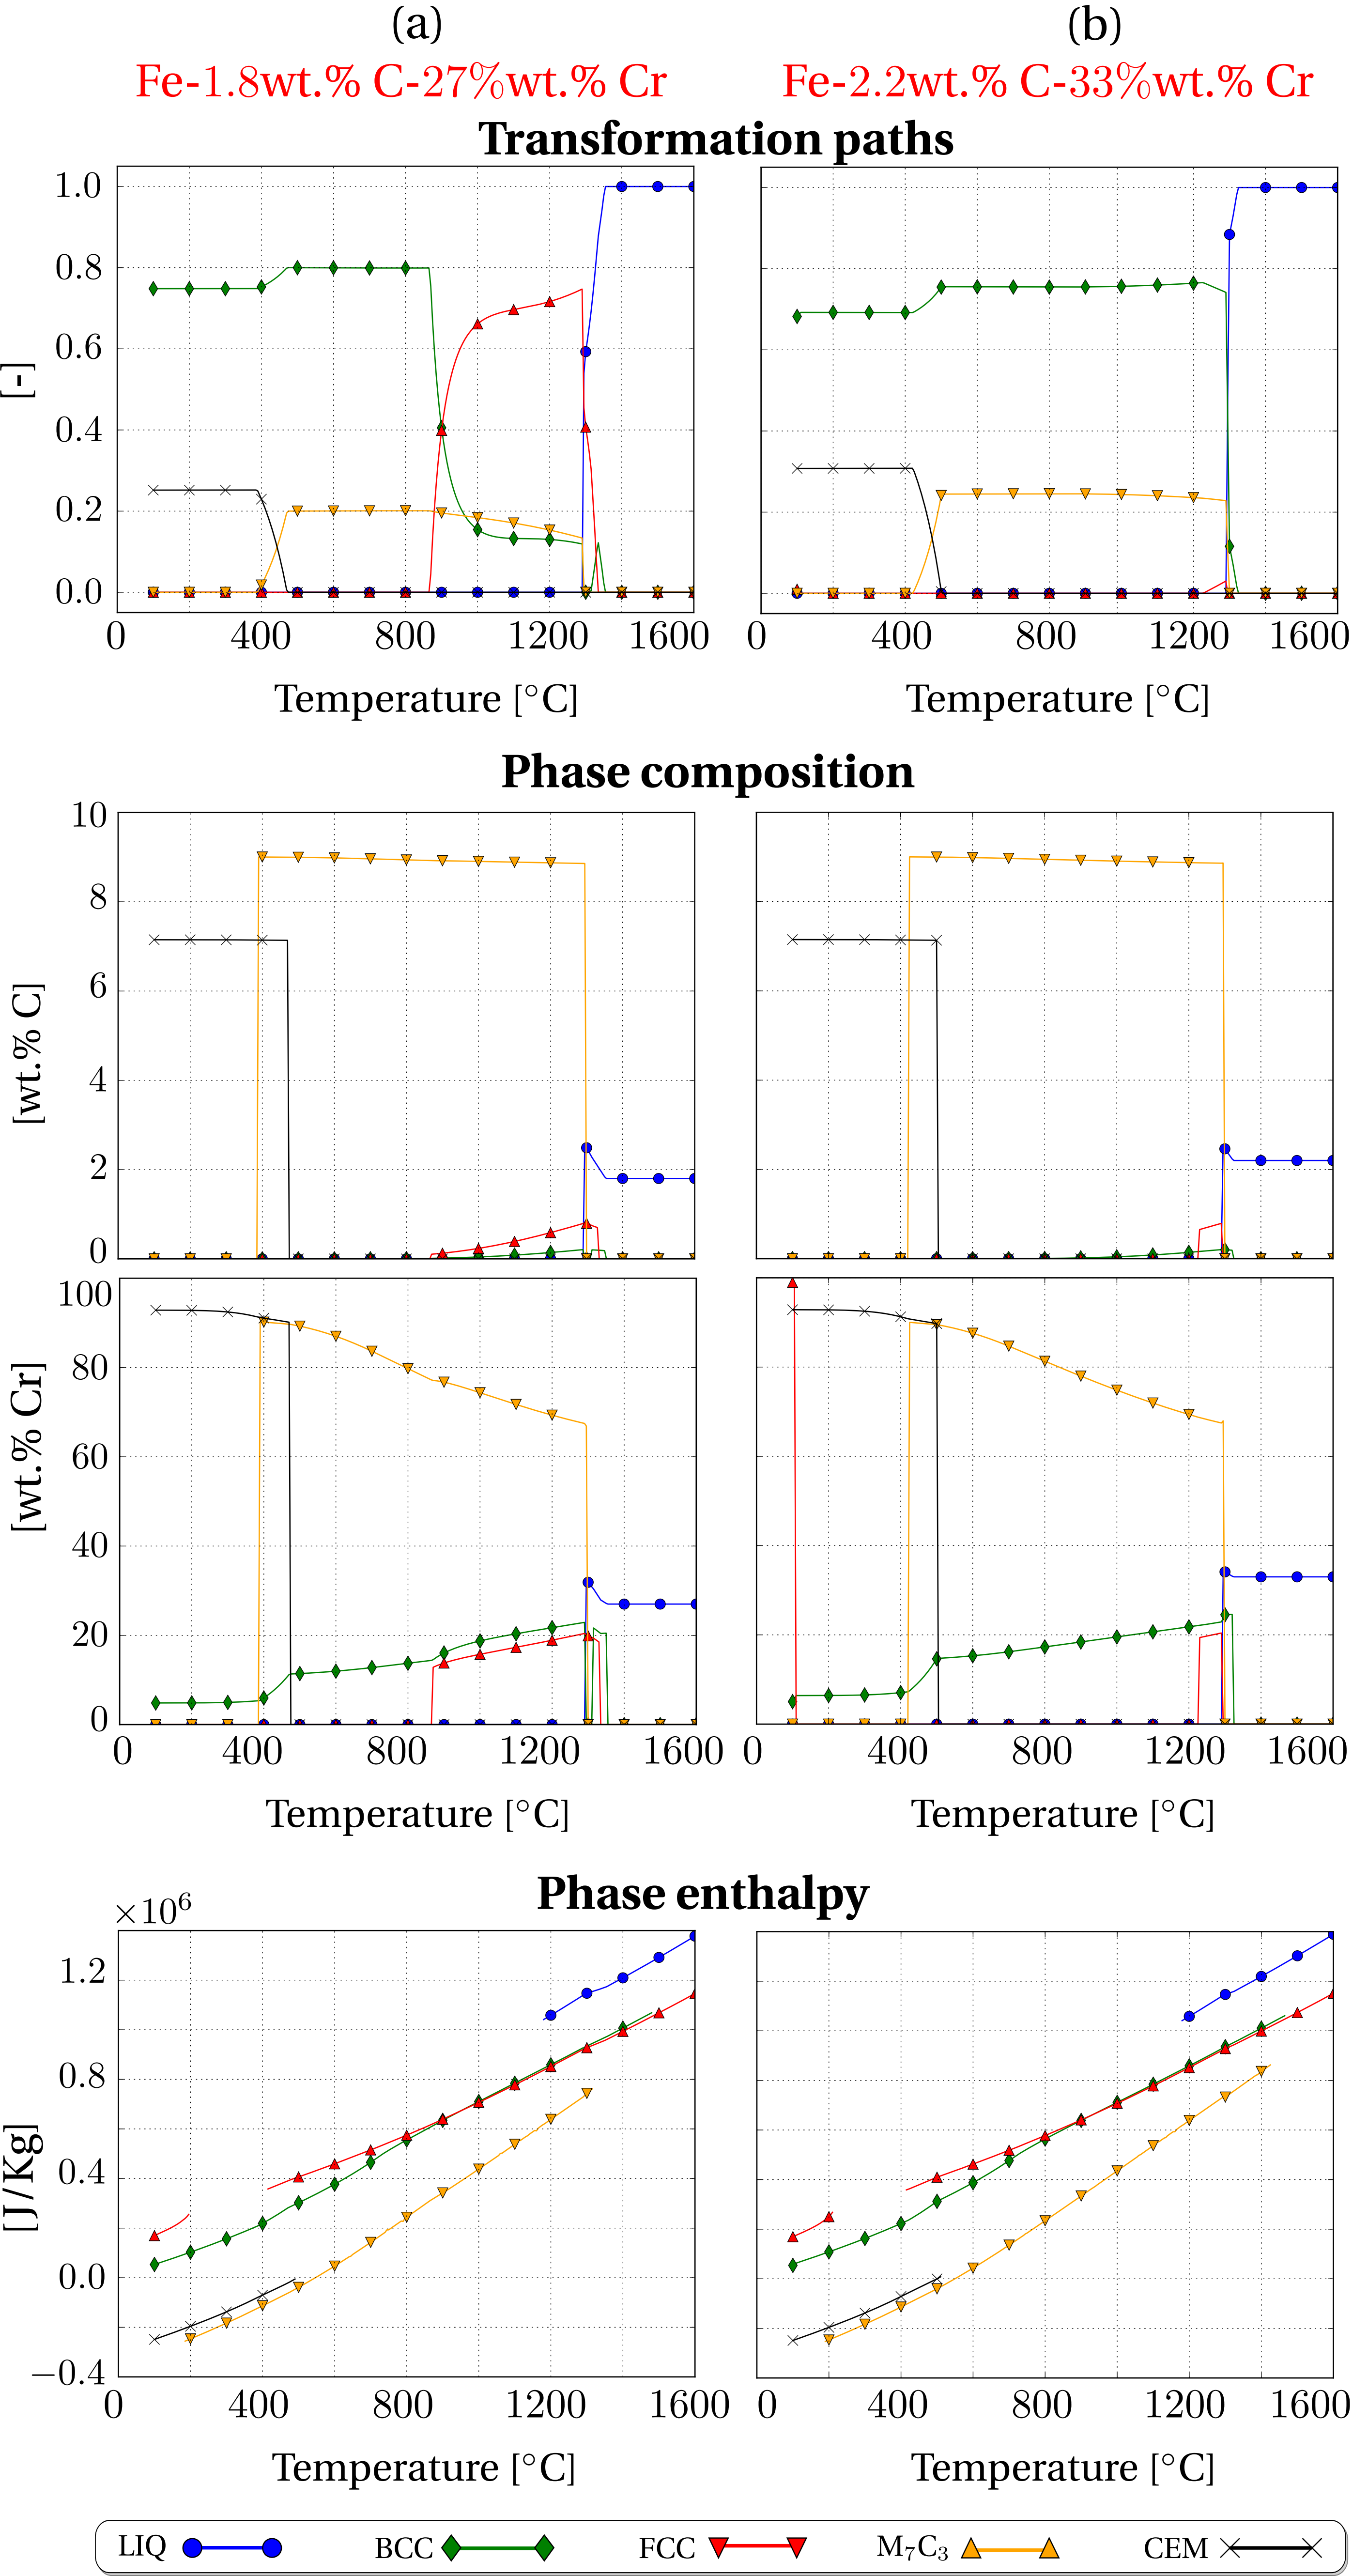 (a) (b)
Fe-1.8wt.% C-27%wt.% Cr Fe-2.2wt.% C-33%wt.% Cr
Transformation paths
1.0
0.8
0.6
[-]
0.4
0.2
0.0
0 400 800 1200 1600 0 400 800 1200 1600
Temperature [°C] Temperature [°C]
Phase composition
10
8
6
[wt.% C]
4
2
0
100
80
[wt.% Cr]
60
40
20
0
0 400 800 1200 1600 0 400 800 1200 1600
Temperature [°C] Temperature [°C]
Phase enthalpy
×10⁶
1.2
0.8
[J/Kg]
0.4
0.0
−0.4
0 400 800 1200 1600 0 400 800 1200 1600
Temperature [°C] Temperature [°C]
LIQ BCC FCC M₇C₃ CEM